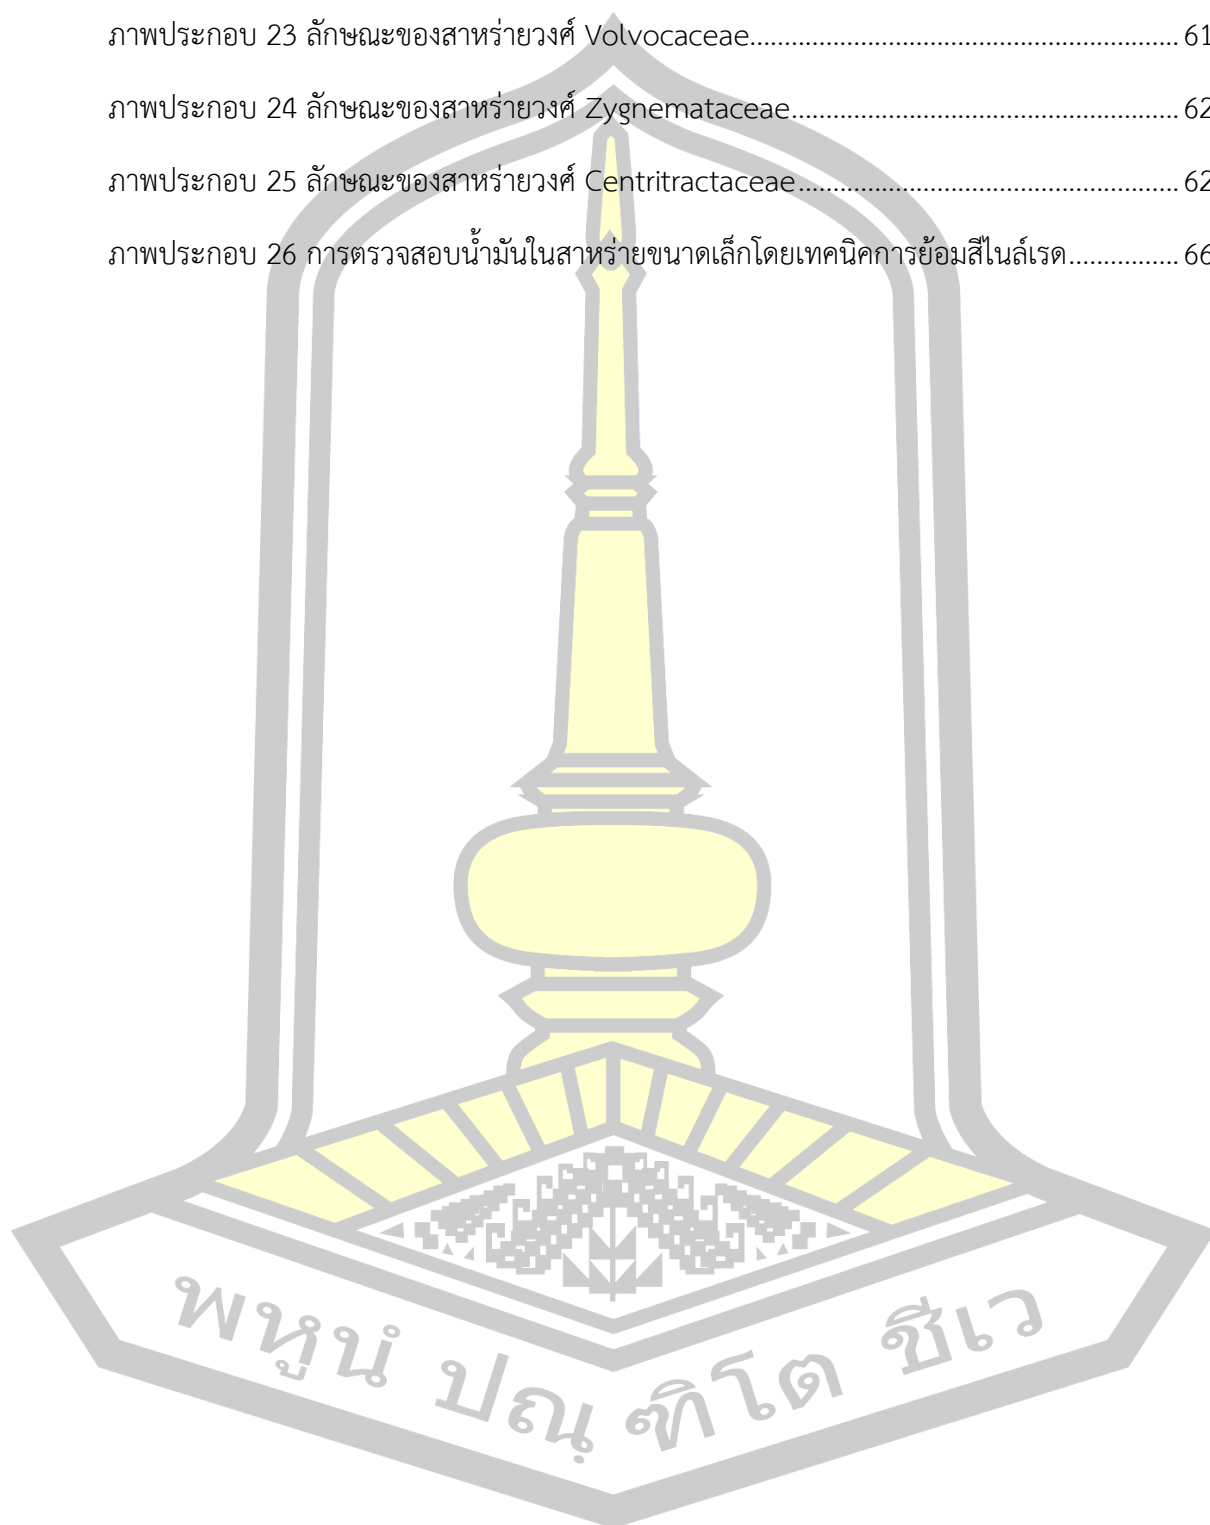 ภาพประกอบ 23 ลักษณะของสาหร่ายวงศ์ Volvocaceae.......................................................................... 61
ภาพประกอบ 24 ลักษณะของสาหร่ายวงศ์ Zygnemataceae................................................................... 62
ภาพประกอบ 25 ลักษณะของสาหร่ายวงศ์ Centritractaceae.................................................................. 62
ภาพประกอบ 26 การตรวจสอบน้ำมันในสาหร่ายขนาดเล็กโดยเทคนิคการย้อมสีไนล์เรด................ 66
พหูนํ ปณฺฑิโต ชีเว